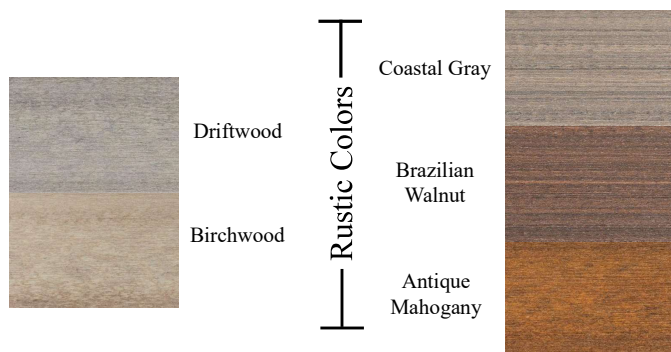 Driftwood
Birchwood
Rustic Colors
Coastal Gray
Brazilian
Walnut
Antique
Mahogany